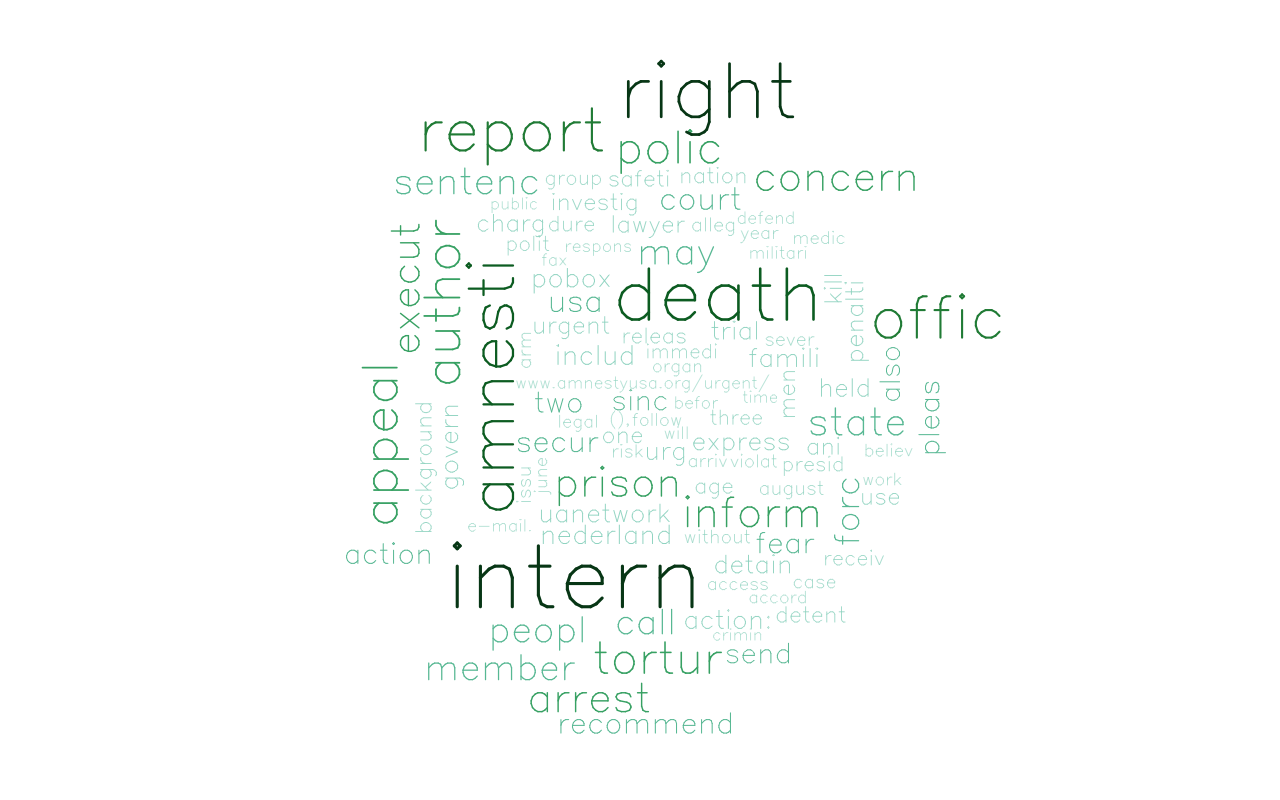 right
report
polic
sentenc
group
safeti
nation
concern
public
investig
court
charg
dure
lawyer
alleg
defend
year
medic
polit
respons
may
militari
fax
execut
author
amnesti
pobox
usa
death
kill
penalti
offic
urgent
releas
trial
sever
arm
includ
immedi
famili
organ
also
www.amnestyusa.org/urgent/
men
held
appeal
two
sinc
befor
time
pleas
background
govern
legal
().follow
three
state
secur
one
will
express
ani
risk
urg
believ
arriv
violat
presid
issu
june
prison
age
august
work
use
forc
uanetwork
inform
e-mail.
nederland
without
fear
action
receiv
intern
detain
access
case
accord
peopl
call
action:
detent
crimin
member
tortur
send
arrest
recommend